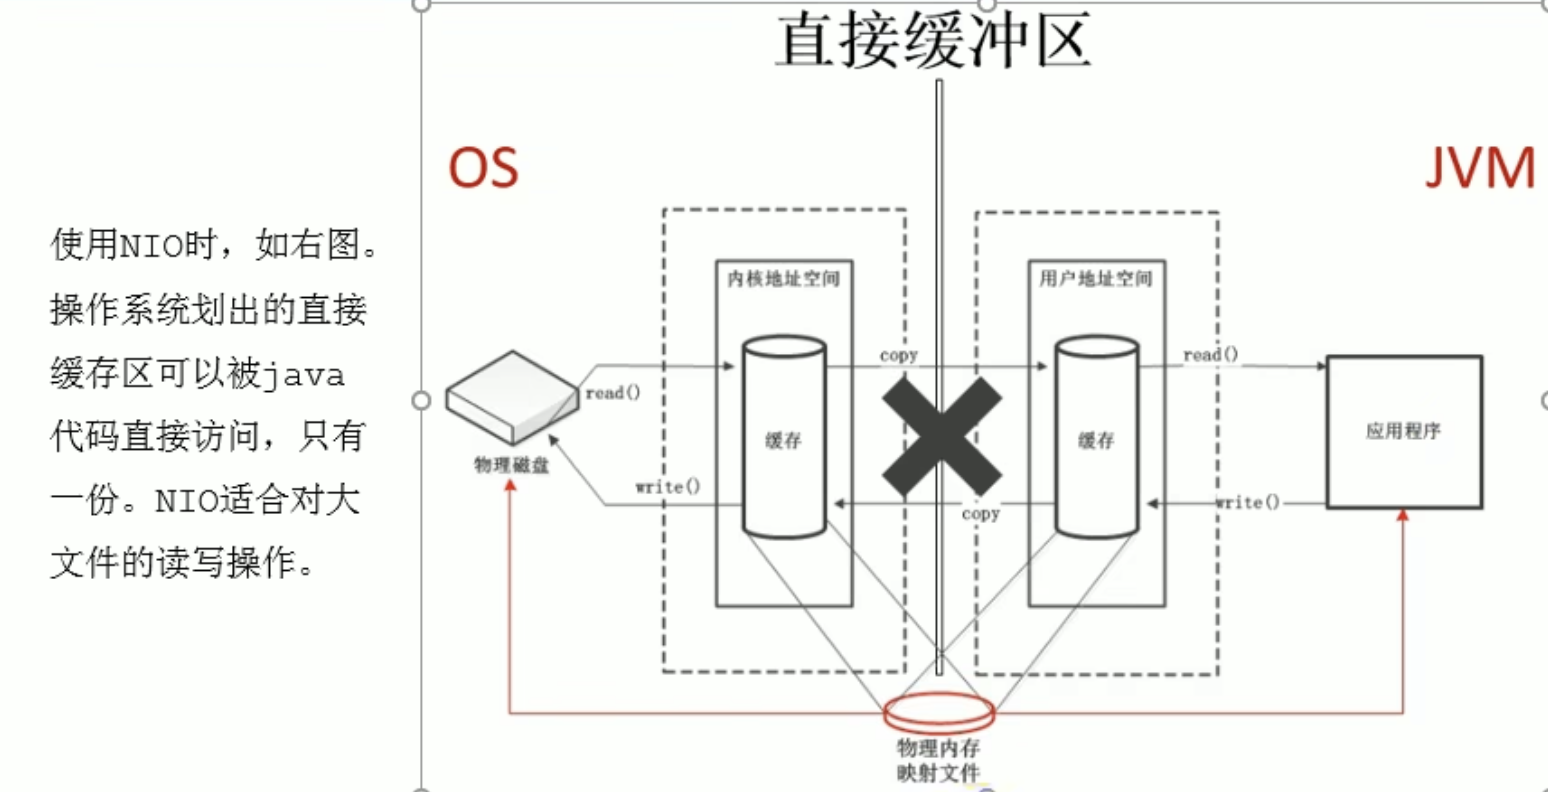 直接缓冲区
OS
JVM
使用NIO时，如右图。
操作系统划出的直接
缓存区可以被java
代码直接访问，只有
一份。NIO适合对大
文件的读写操作。
内核地址空间
用户地址空间
copy
read()
read()
缓存
缓存
应用程序
物理磁盘
write()
copy
write()
物理内存
映射文件